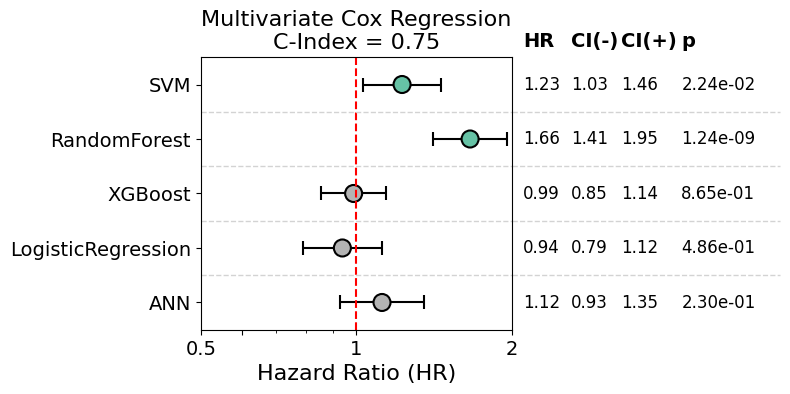 Multivariate Cox Regression
C-Index = 0.75
HR CI(-) CI(+) p
SVM 1.23 1.03 1.46 2.24e-02
RandomForest 1.66 1.41 1.95 1.24e-09
XGBoost 0.99 0.85 1.14 8.65e-01
LogisticRegression 0.94 0.79 1.12 4.86e-01
ANN 1.12 0.93 1.35 2.30e-01
0.5 1 2
Hazard Ratio (HR)